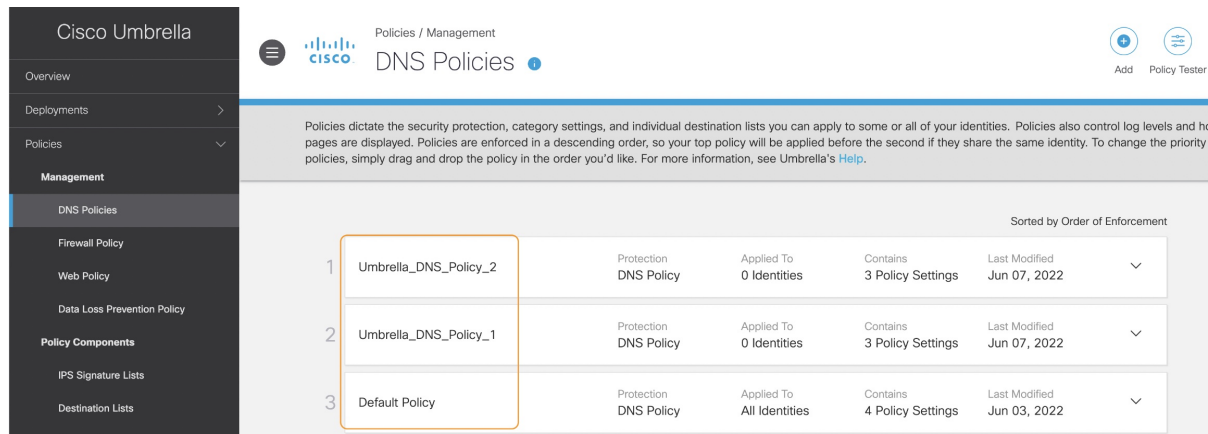 Cisco Umbrella
Overview
Deployments
Policies
Management
DNS Policies
Firewall Policy
Web Policy
Data Loss Prevention Policy
Policy Components
IPS Signature Lists
Destination Lists
CISCO
Policies / Management
DNS Policies
Add
Policy Tester
Policies dictate the security protection, category settings, and individual destination lists you can apply to some or all of your identities. Policies also control log levels and
pages are displayed. Policies are enforced in a descending order, so your top policy will be applied before the second if they share the same identity. To change the priority
policies, simply drag and drop the policy in the order you'd like. For more information, see Umbrella's Help.
Sorted by Order of Enforcement
1
Umbrella_DNS_Policy_2
Protection
DNS Policy
Applied To
0 Identities
Contains
3 Policy Settings
Last Modified
Jun 07, 2022
2
Umbrella_DNS_Policy_1
Protection
DNS Policy
Applied To
0 Identities
Contains
3 Policy Settings
Last Modified
Jun 07, 2022
3
Default Policy
Protection
DNS Policy
Applied To
All Identities
Contains
4 Policy Settings
Last Modified
Jun 03, 2022